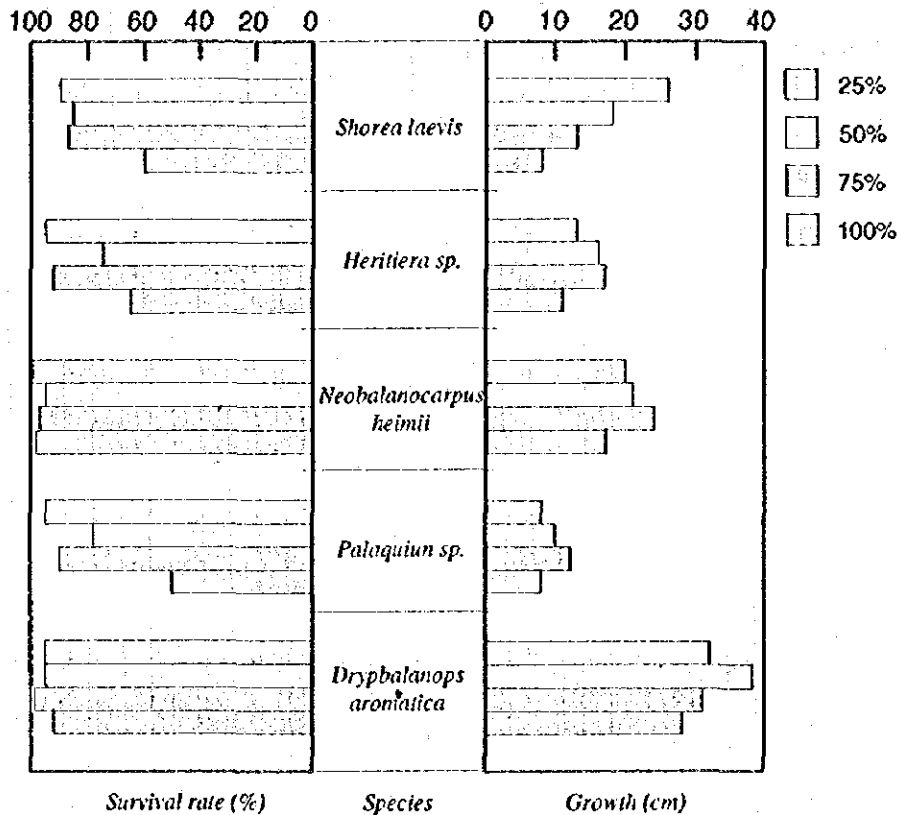 100 80 60 40 20 0
0 10 20 30 40
25%
50%
75%
100%
Shorea laevis
Heritiera sp.
Neobalanocarpus
heimii
Palaquiun sp.
Drypbalanops
aromatica
Survival rate (%) Species Growth (cm)